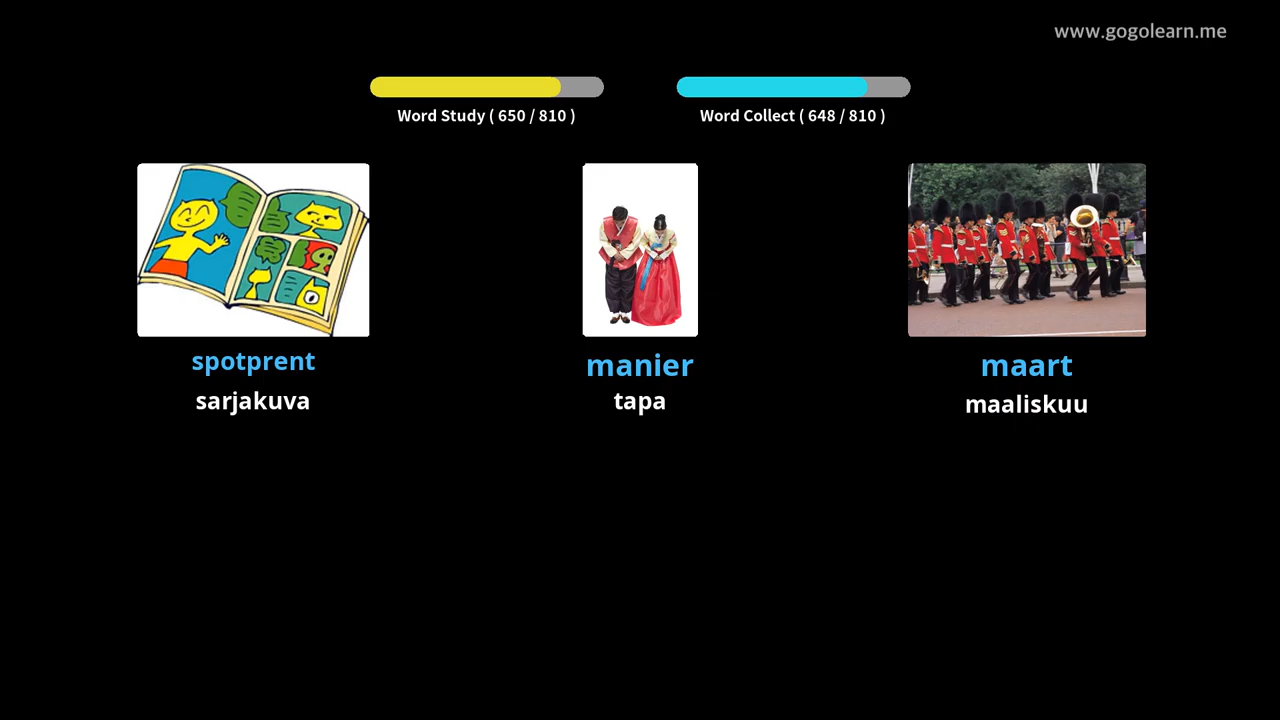 www.gogolearn.me
Word Study ( 650 / 810 )
Word Collect ( 648 / 810 )
spotprent
manier
maart
sarjakuva
tapa
maaliskuu